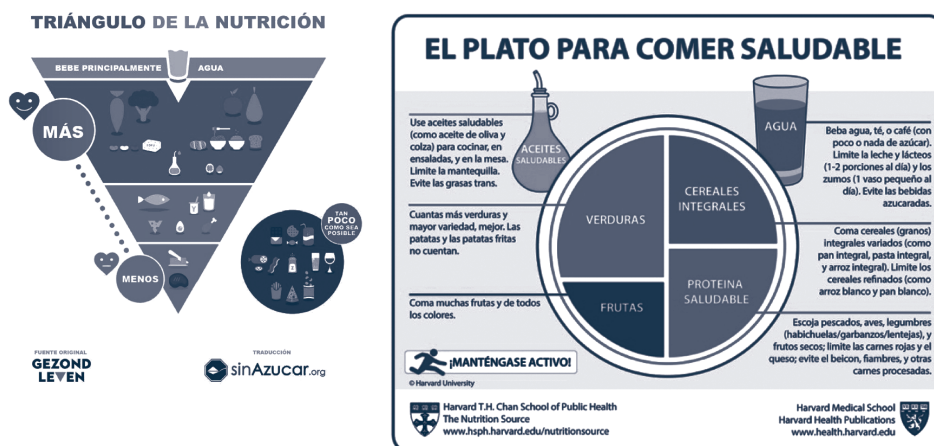 TRIÁNGULO DE LA NUTRICIÓN
BEBE PRINCIPALMENTE AGUA
MÁS
TAN
POCO
COMO SEA
POSIBLE
MENOS
FUENTE ORIGINAL
GEZOND
LEVEN
TRADUCCIÓN
sinAzucar.org
EL PLATO PARA COMER SALUDABLE
Use aceites saludables
(como aceite de oliva y
colza) para cocinar, en
ensaladas, y en la mesa.
Limite la mantequilla.
Evite las grasas trans.
ACEITES
SALUDABLES
AGUA
Beba agua, té, o café (con
poco o nada de azúcar).
Limite la leche y lácteos
(1-2 porciones al día) y los
zumos (1 vaso pequeño al
día). Evite las bebidas
azucaradas.
Cuantas más verduras y
mayor variedad, mejor. Las
patatas y las patatas fritas
no cuentan.
VERDURAS
CEREALES
INTEGRALES
Coma cereales (granos)
integrales variados (como
pan integral, pasta integral,
y arroz integral). Limite los
cereales refinados (como
arroz blanco y pan blanco).
Coma muchas frutas y de todos
los colores.
FRUTAS
PROTEINA
SALUDABLE
Escoja pescados, aves, legumbres
(habichuelas/garbanzos/lentejas), y
frutos secos; limite las carnes rojas y el
queso; evite el beicon, fiambres, y otras
carnes procesadas.
¡MANTÉNGASE ACTIVO!
© Harvard University
Harvard T.H. Chan School of Public Health
The Nutrition Source
www.hsph.harvard.edu/nutritionsource
Harvard Medical School
Harvard Health Publications
www.health.harvard.edu